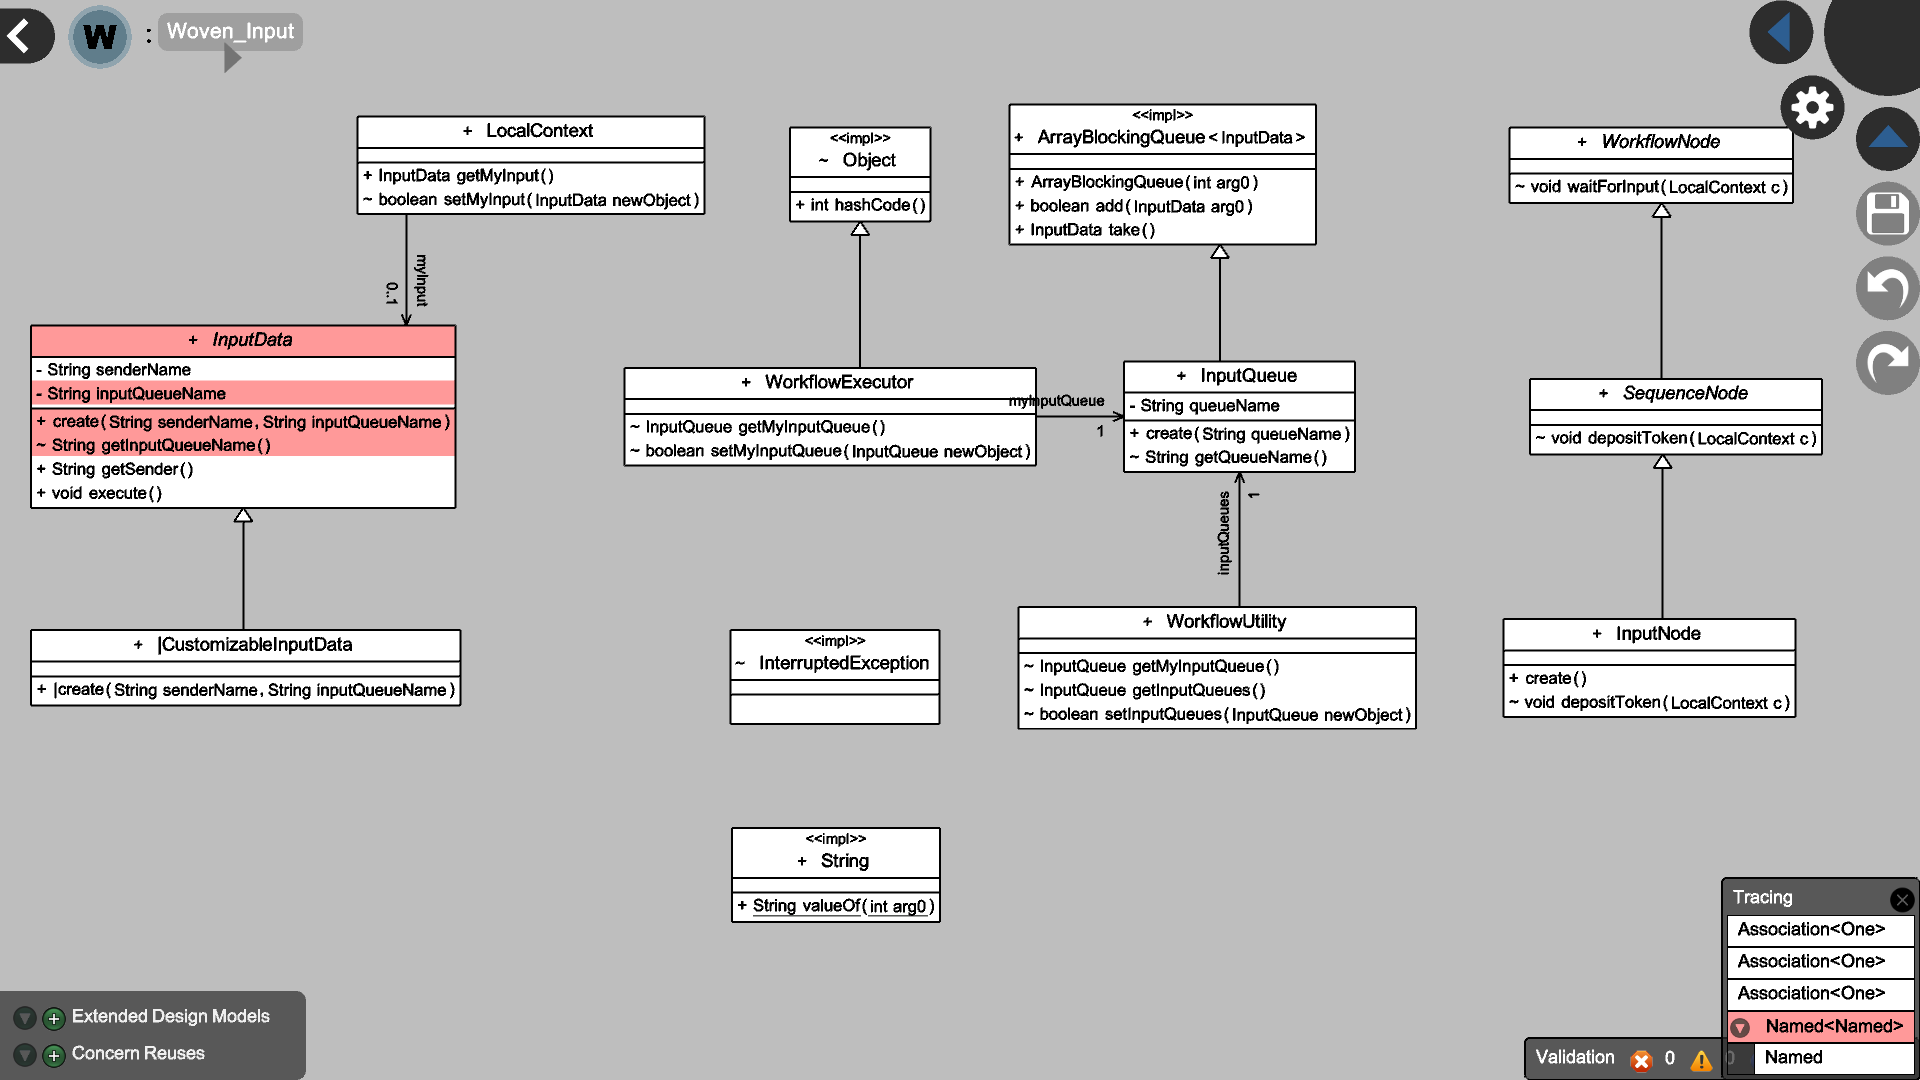 W : Woven_Input
+ LocalContext
+ InputData getMyInput()
~ boolean setMyInput(InputData newObject)
myInput
0..1
+ InputData
- String senderName
- String inputQueueName
+ create(String senderName, String inputQueueName)
~ String getInputQueueName()
+ String getSender()
+ void execute()
+ |CustomizableInputData
+ |create(String senderName, String inputQueueName)
<<impl>>
~ Object
+ int hashCode()
+ WorkflowExecutor
~ InputQueue getMyInputQueue()
~ boolean setMyInputQueue(InputQueue newObject)
myInputQueue
1
<<impl>>
+ ArrayBlockingQueue<InputData>
+ ArrayBlockingQueue(int arg0)
+ boolean add(InputData arg0)
+ InputData take()
+ InputQueue
- String queueName
+ create(String queueName)
~ String getQueueName()
inputQueues
1
+ WorkflowUtility
~ InputQueue getMyInputQueue()
~ InputQueue getInputQueues()
~ boolean setInputQueues(InputQueue newObject)
<<impl>>
~ InterruptedException
<<impl>>
+ String
+ String valueOf(int arg0)
+ WorkflowNode
~ void waitForInput(LocalContext c)
+ SequenceNode
~ void depositToken(LocalContext c)
+ InputNode
+ create()
~ void depositToken(LocalContext c)
Extended Design Models
Concern Reuses
Tracing
Association<One>
Association<One>
Association<One>
Named<Named>
Named
Validation 0 0